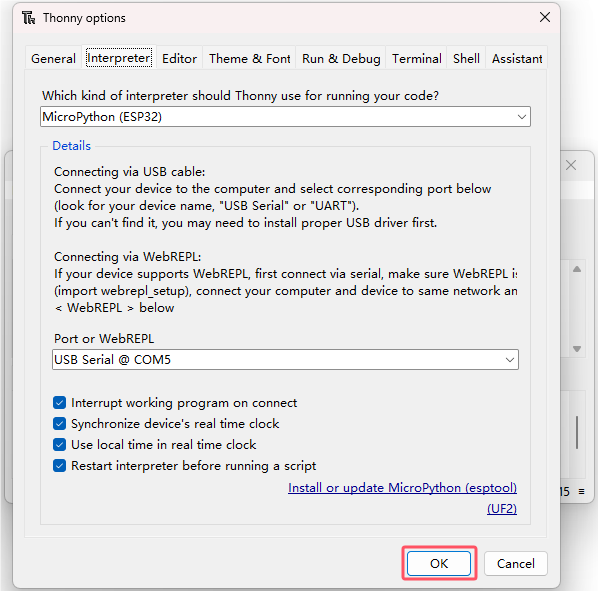 Thonny options
General Interpreter Editor Theme & Font Run & Debug Terminal Shell Assistant
Which kind of interpreter should Thonny use for running your code?
MicroPython (ESP32)
Details
Connecting via USB cable:
Connect your device to the computer and select corresponding port below
(look for your device name, "USB Serial" or "UART").
If you can't find it, you may need to install proper USB driver first.
Connecting via WebREPL:
If your device supports WebREPL, first connect via serial, make sure WebREPL is
(import webrepl_setup), connect your computer and device to same network an
< WebREPL > below
Port or WebREPL
USB Serial @ COM5
Interrupt working program on connect
Synchronize device's real time clock
Use local time in real time clock
Restart interpreter before running a script
Install or update MicroPython (esptool)
(UF2)
15 ≡
OK Cancel